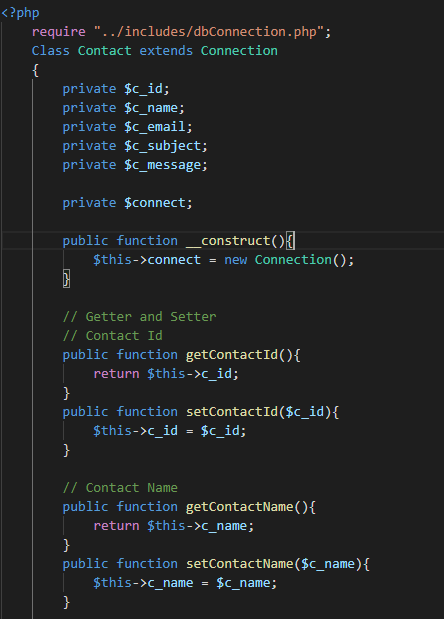 <?php
require "../includes/dbConnection.php";
Class Contact extends Connection
{
private $c_id;
private $c_name;
private $c_email;
private $c_subject;
private $c_message;
private $connect;
public function __construct(){
$this->connect = new Connection();
}
// Getter and Setter
// Contact Id
public function getContactId(){
return $this->c_id;
}
public function setContactId($c_id){
$this->c_id = $c_id;
}
// Contact Name
public function getContactName(){
return $this->c_name;
}
public function setContactName($c_name){
$this->c_name = $c_name;
}